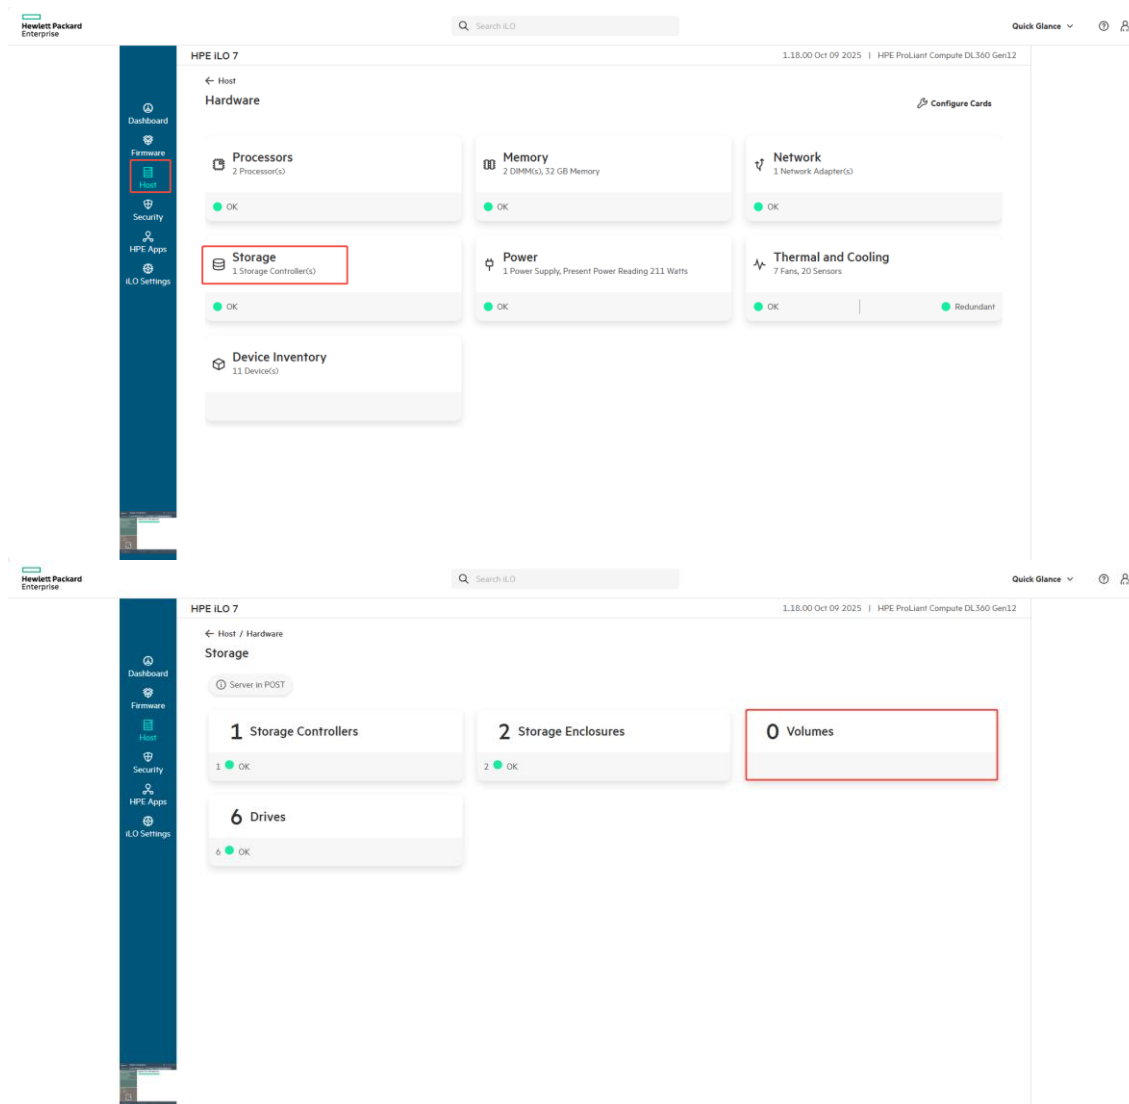 Hewlett Packard
Enterprise
Search iLO
Quick Glance
HPE iLO 7
1.18.00 Oct 09 2025 | HPE ProLiant Compute DL360 Gen12
Host
Hardware
Configure Cards
Dashboard
Firmware
Host
Security
HPE Apps
iLO Settings
Processors
2 Processor(s)
OK
Memory
2 DIMM(s), 32 GB Memory
OK
Network
1 Network Adapter(s)
OK
Storage
1 Storage Controller(s)
OK
Power
1 Power Supply, Present Power Reading 211 Watts
OK
Thermal and Cooling
7 Fans, 20 Sensors
OK
Redundant
Device Inventory
11 Device(s)
Hewlett Packard
Enterprise
Search iLO
Quick Glance
HPE iLO 7
1.18.00 Oct 09 2025 | HPE ProLiant Compute DL360 Gen12
Host / Hardware
Storage
Server in POST
Dashboard
Firmware
Host
Security
HPE Apps
iLO Settings
1 Storage Controllers
1 OK
2 Storage Enclosures
2 OK
0 Volumes
6 Drives
6 OK